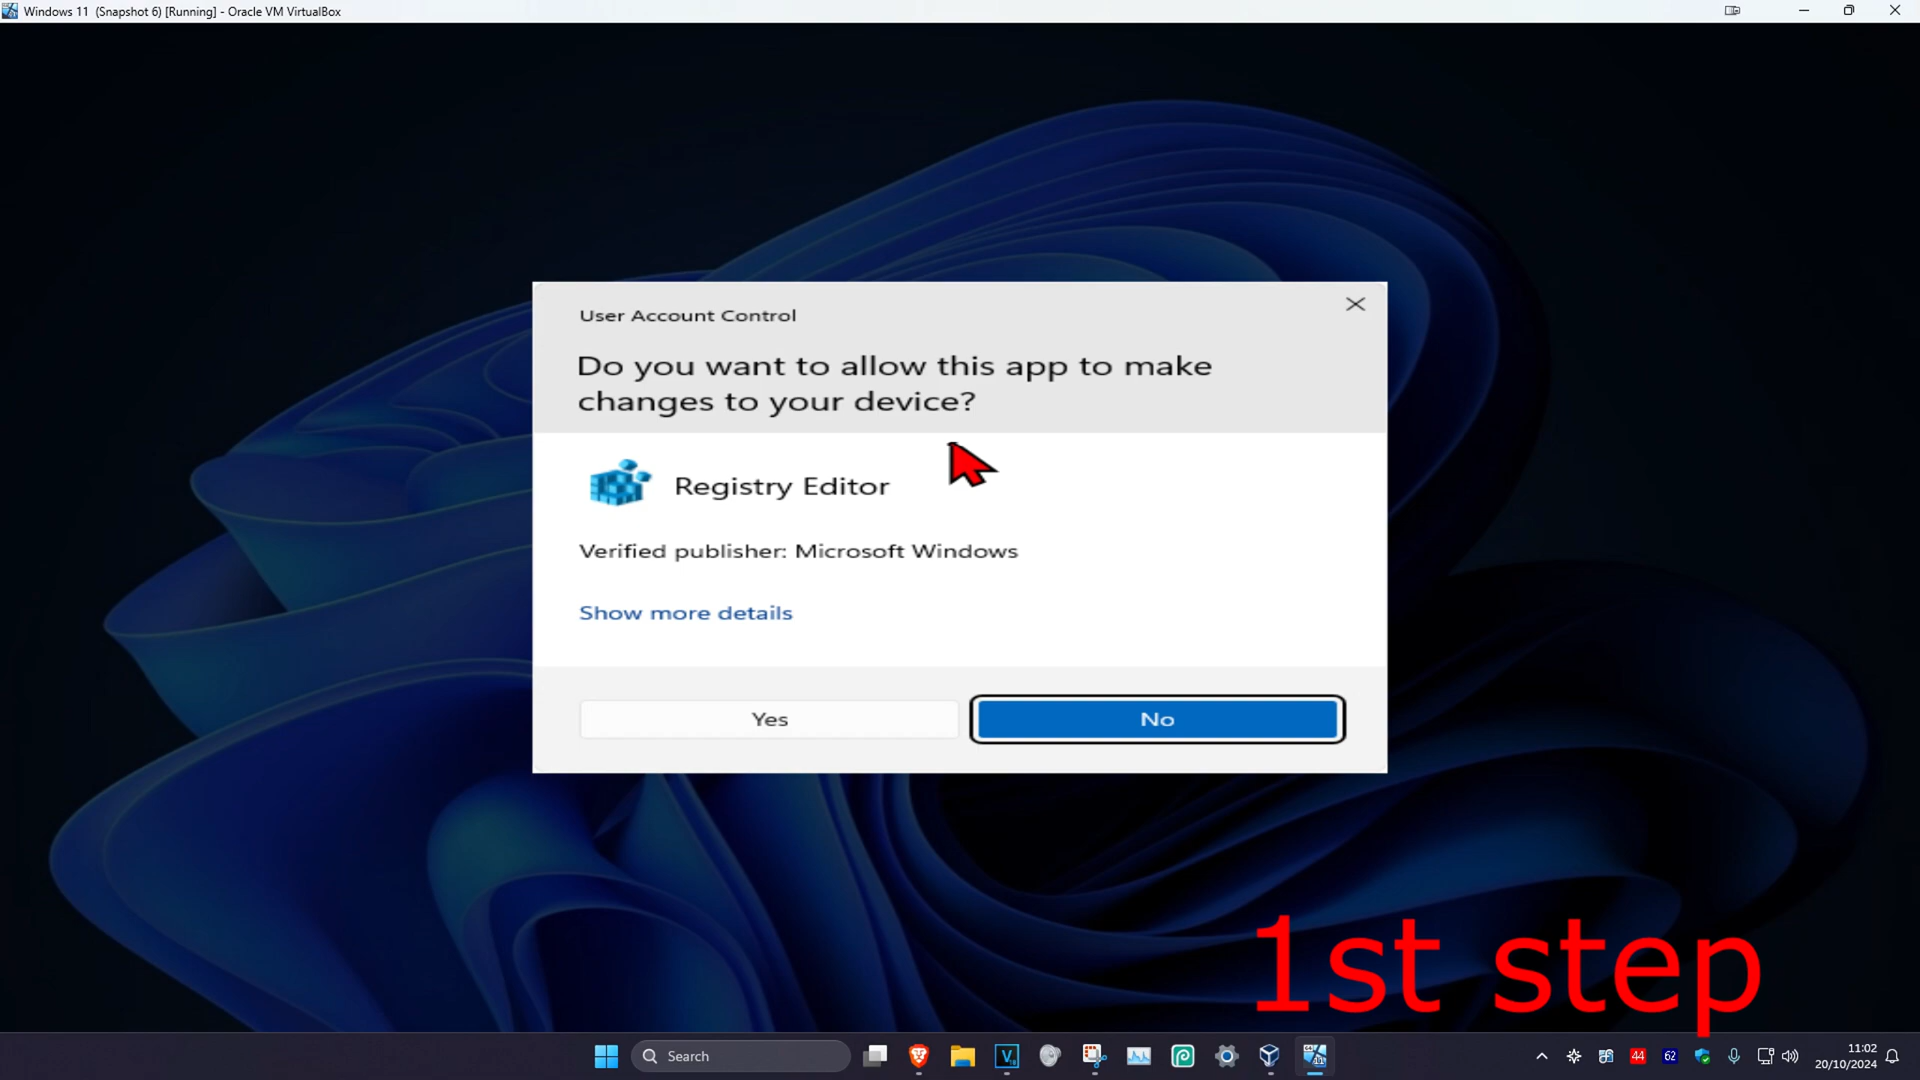 Windows 11 (Snapshot 6) [Running] - Oracle VM VirtualBox
User Account Control
Do you want to allow this app to make
changes to your device?
Registry Editor
Verified publisher: Microsoft Windows
Show more details
Yes
No
1st step
Search
44
62
11:02
20/10/2024